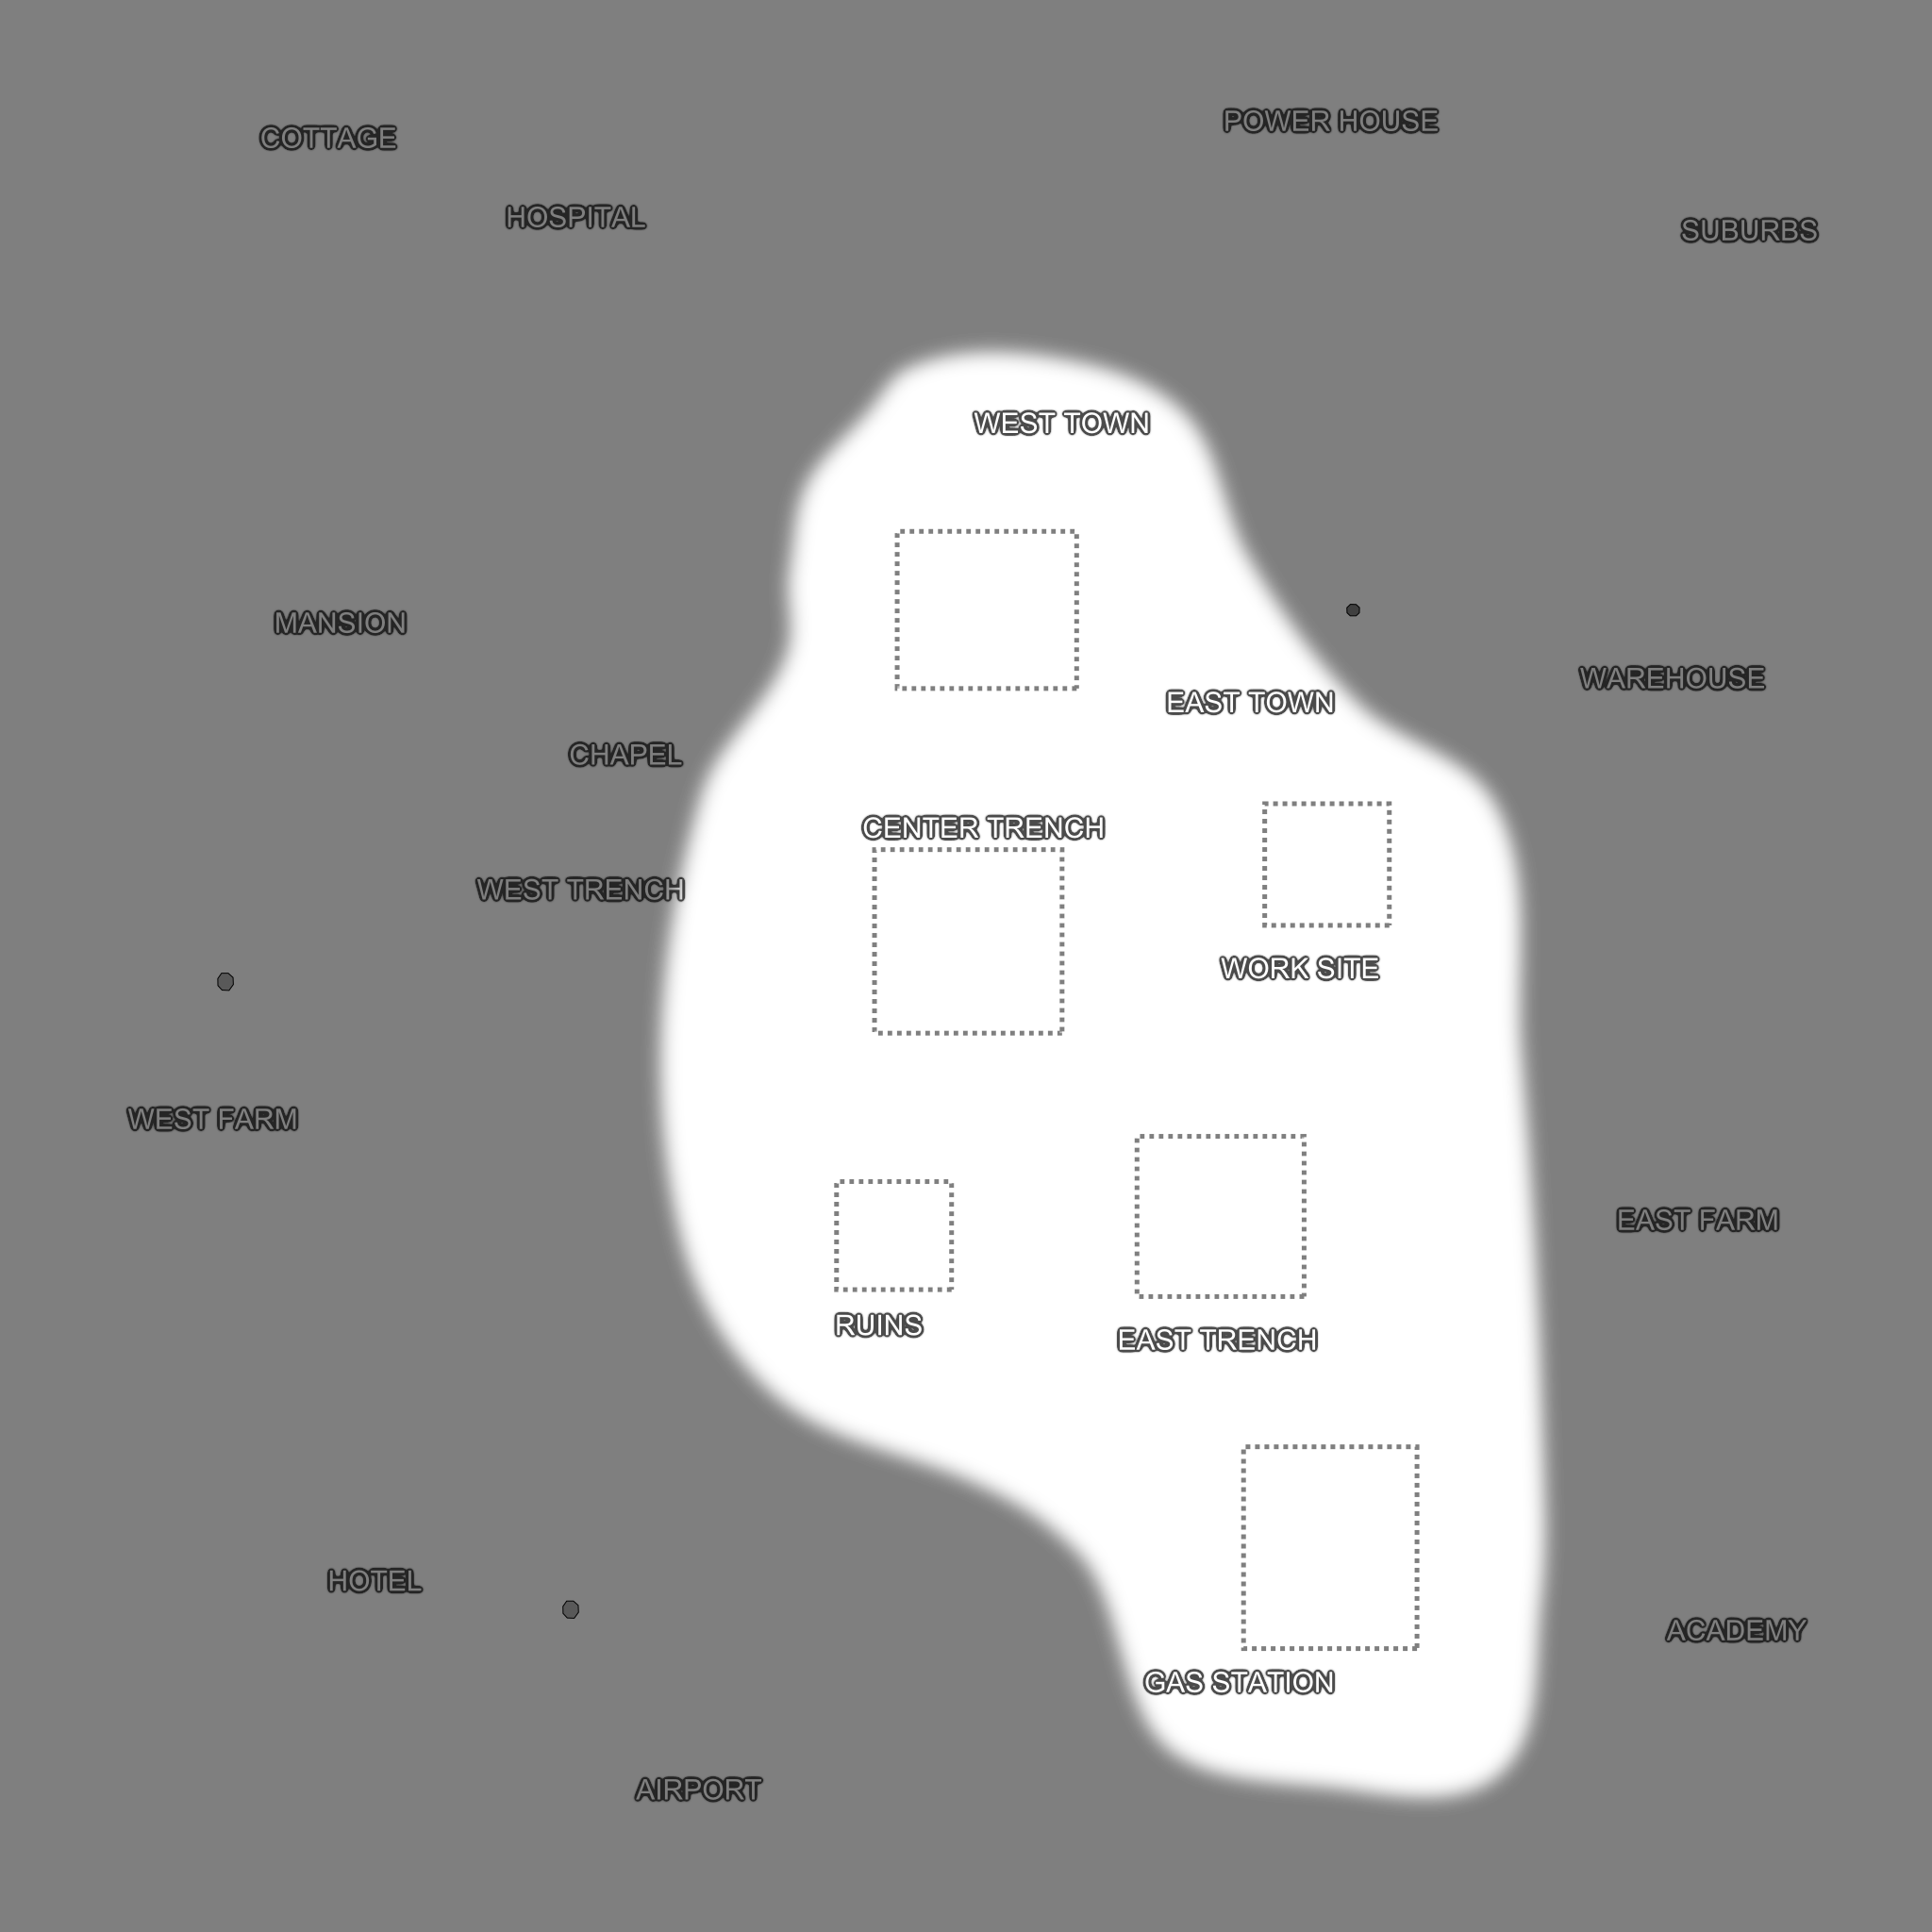 POWER HOUSE
COTTAGE
HOSPITAL
SUBURBS
WEST TOWN
MANSION
WAREHOUSE
EAST TOWN
CHAPEL
CENTER TRENCH
WEST TRENCH
WORK SITE
WEST FARM
EAST FARM
RUINS
EAST TRENCH
HOTEL
ACADEMY
GAS STATION
AIRPORT